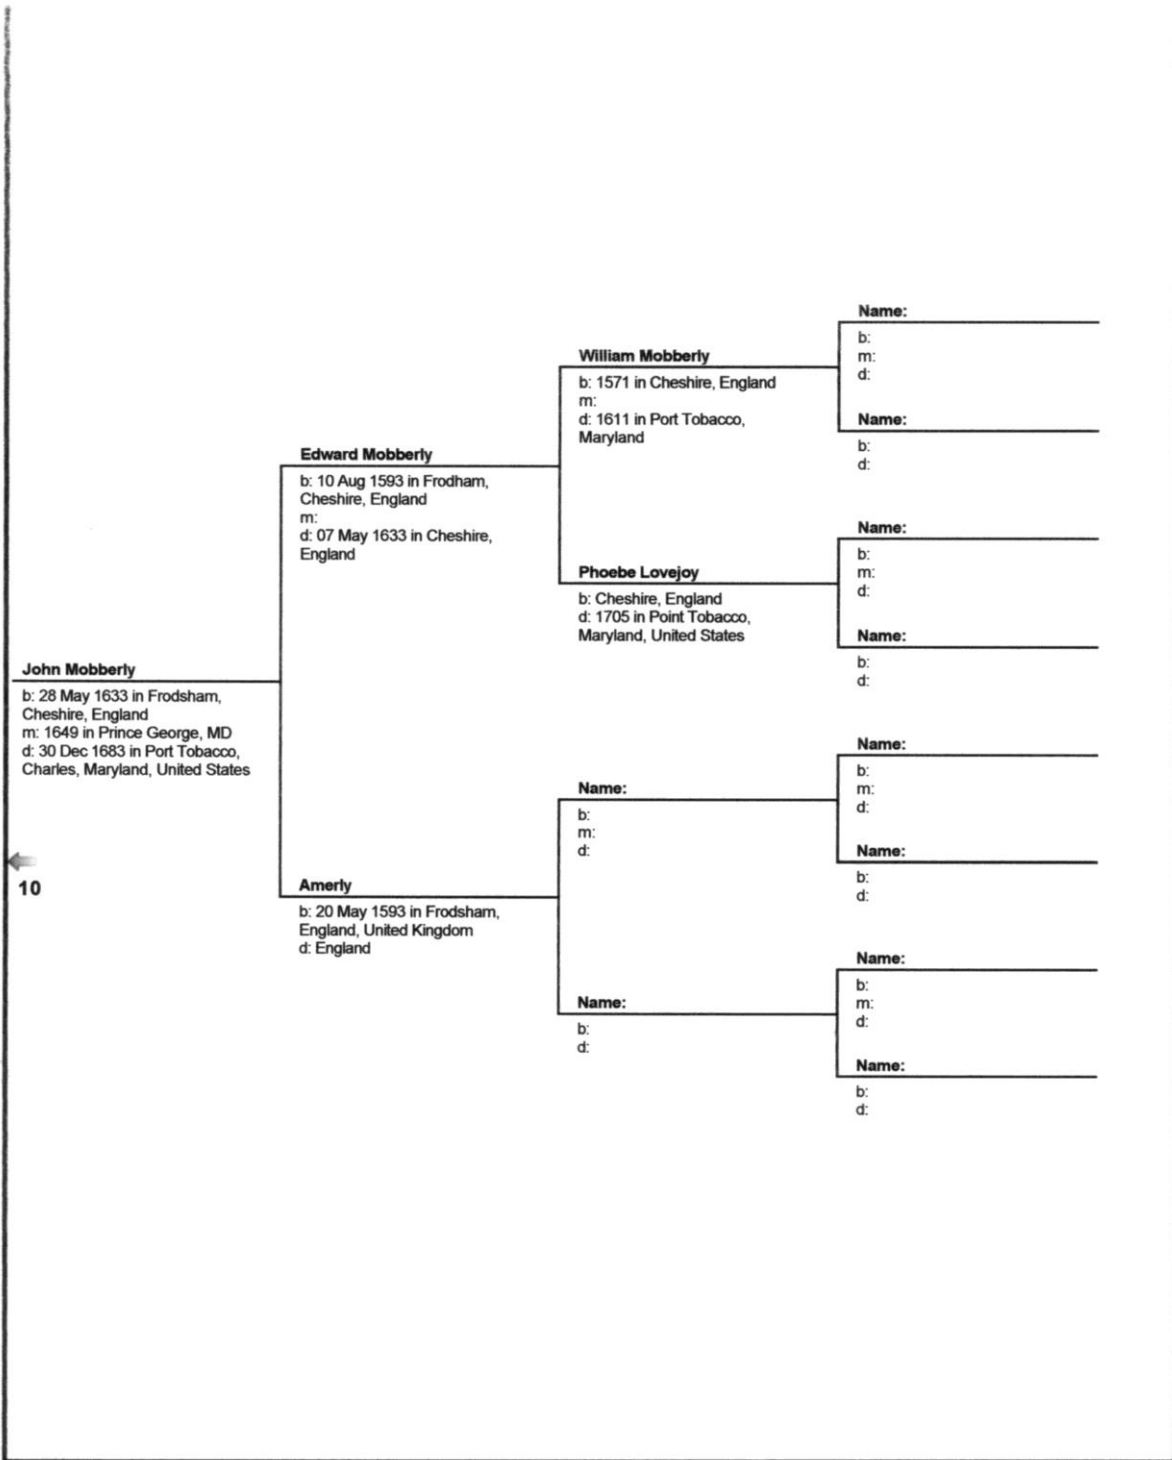 Name:
b:
m:
d:
William Mobberly
b: 1571 in Cheshire, England
m:
d: 1611 in Port Tobacco,
Maryland
Name:
b:
d:
Edward Mobberly
b: 10 Aug 1593 in Frodham,
Cheshire, England
m:
d: 07 May 1633 in Cheshire,
England
Name:
b:
m:
d:
Phoebe Lovejoy
b: Cheshire, England
d: 1705 in Point Tobacco,
Maryland, United States
Name:
b:
d:
John Mobberly
b: 28 May 1633 in Frodsham,
Cheshire, England
m: 1649 in Prince George, MD
d: 30 Dec 1683 in Port Tobacco,
Charles, Maryland, United States
Name:
b:
m:
d:
Name:
b:
m:
d:
Name:
b:
d:
10
Amerly
b: 20 May 1593 in Frodsham,
England, United Kingdom
d: England
Name:
b:
m:
d:
Name:
b:
d:
Name:
b:
d: